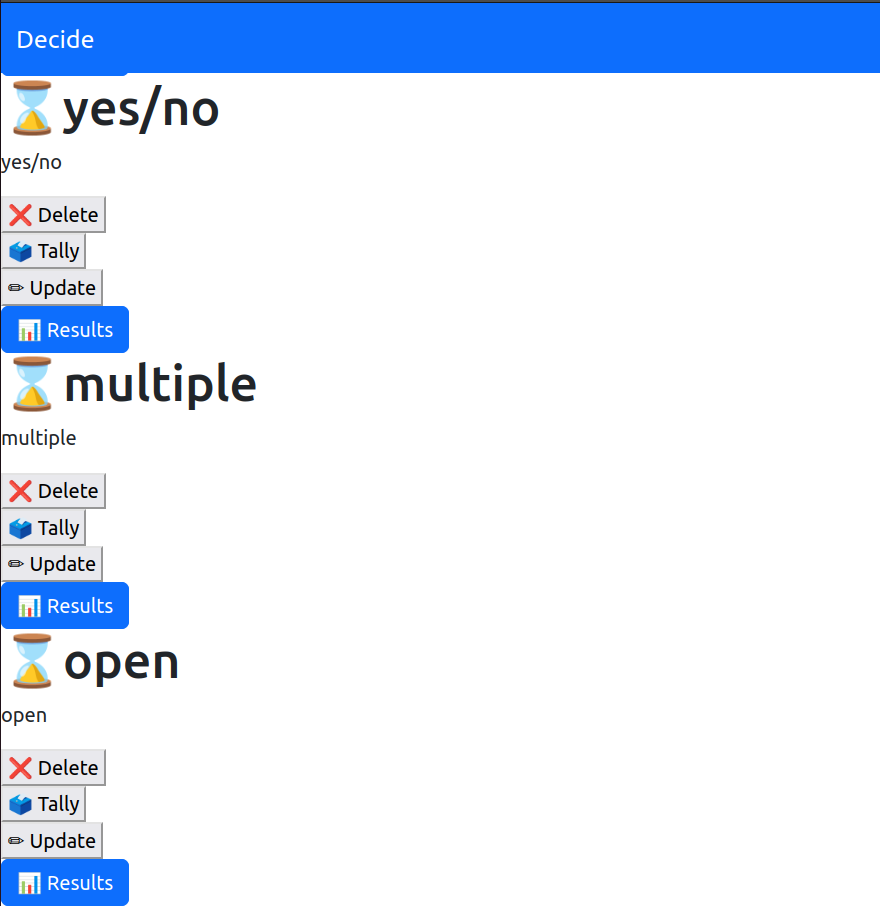 Decide
⌛yes/no
yes/no
❌ Delete
🗳 Tally
✏ Update
📊 Results
⌛multiple
multiple
❌ Delete
🗳 Tally
✏ Update
📊 Results
⌛open
open
❌ Delete
🗳 Tally
✏ Update
📊 Results